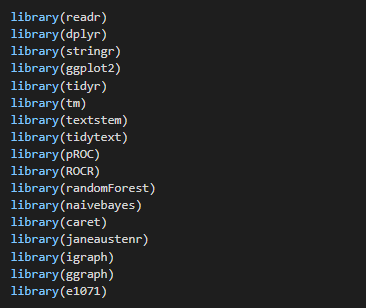 library(readr)
library(dplyr)
library(stringr)
library(ggplot2)
library(tidyr)
library(tm)
library(textstem)
library(tidytext)
library(pROC)
library(ROCR)
library(randomForest)
library(naivebayes)
library(caret)
library(janeaustenr)
library(igraph)
library(ggraph)
library(e1071)